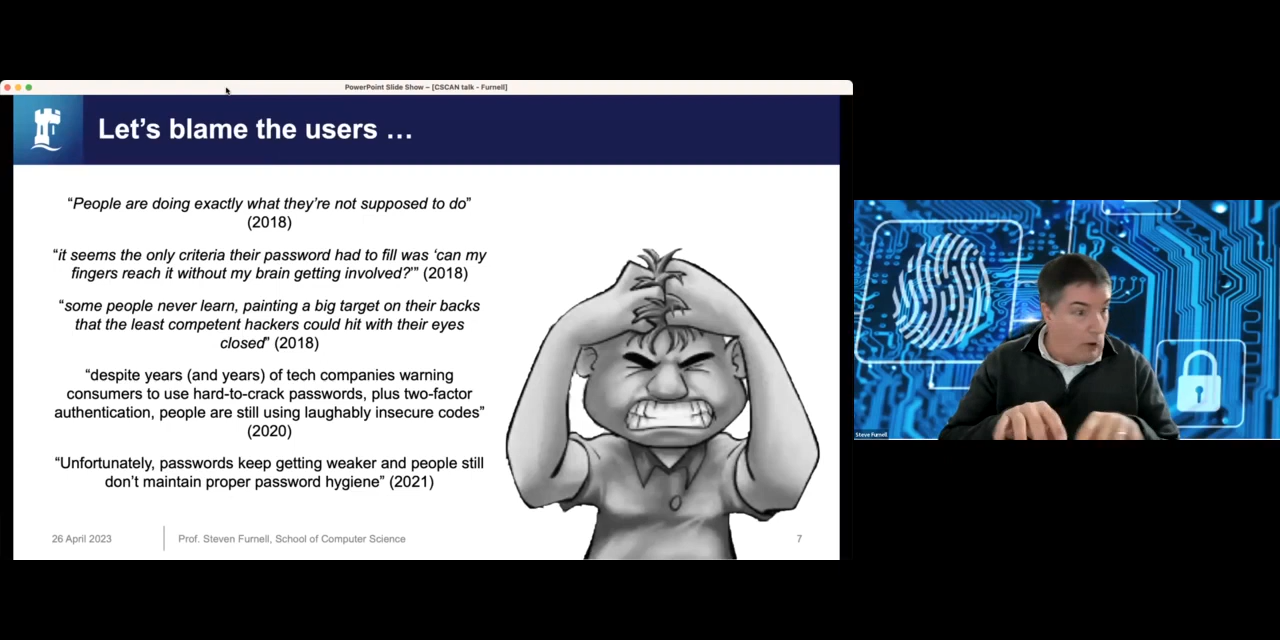 PowerPoint Slide Show – [CSCAN talk - Furnell]
Let’s blame the users …
“People are doing exactly what they’re not supposed to do”
(2018)
“it seems the only criteria their password had to fill was ‘can my
fingers reach it without my brain getting involved?’” (2018)
“some people never learn, painting a big target on their backs
that the least competent hackers could hit with their eyes
closed” (2018)
“despite years (and years) of tech companies warning
consumers to use hard-to-crack passwords, plus two-factor
authentication, people are still using laughably insecure codes”
(2020)
“Unfortunately, passwords keep getting weaker and people still
don’t maintain proper password hygiene” (2021)
26 April 2023
Prof. Steven Furnell, School of Computer Science
7
Steve Furnell